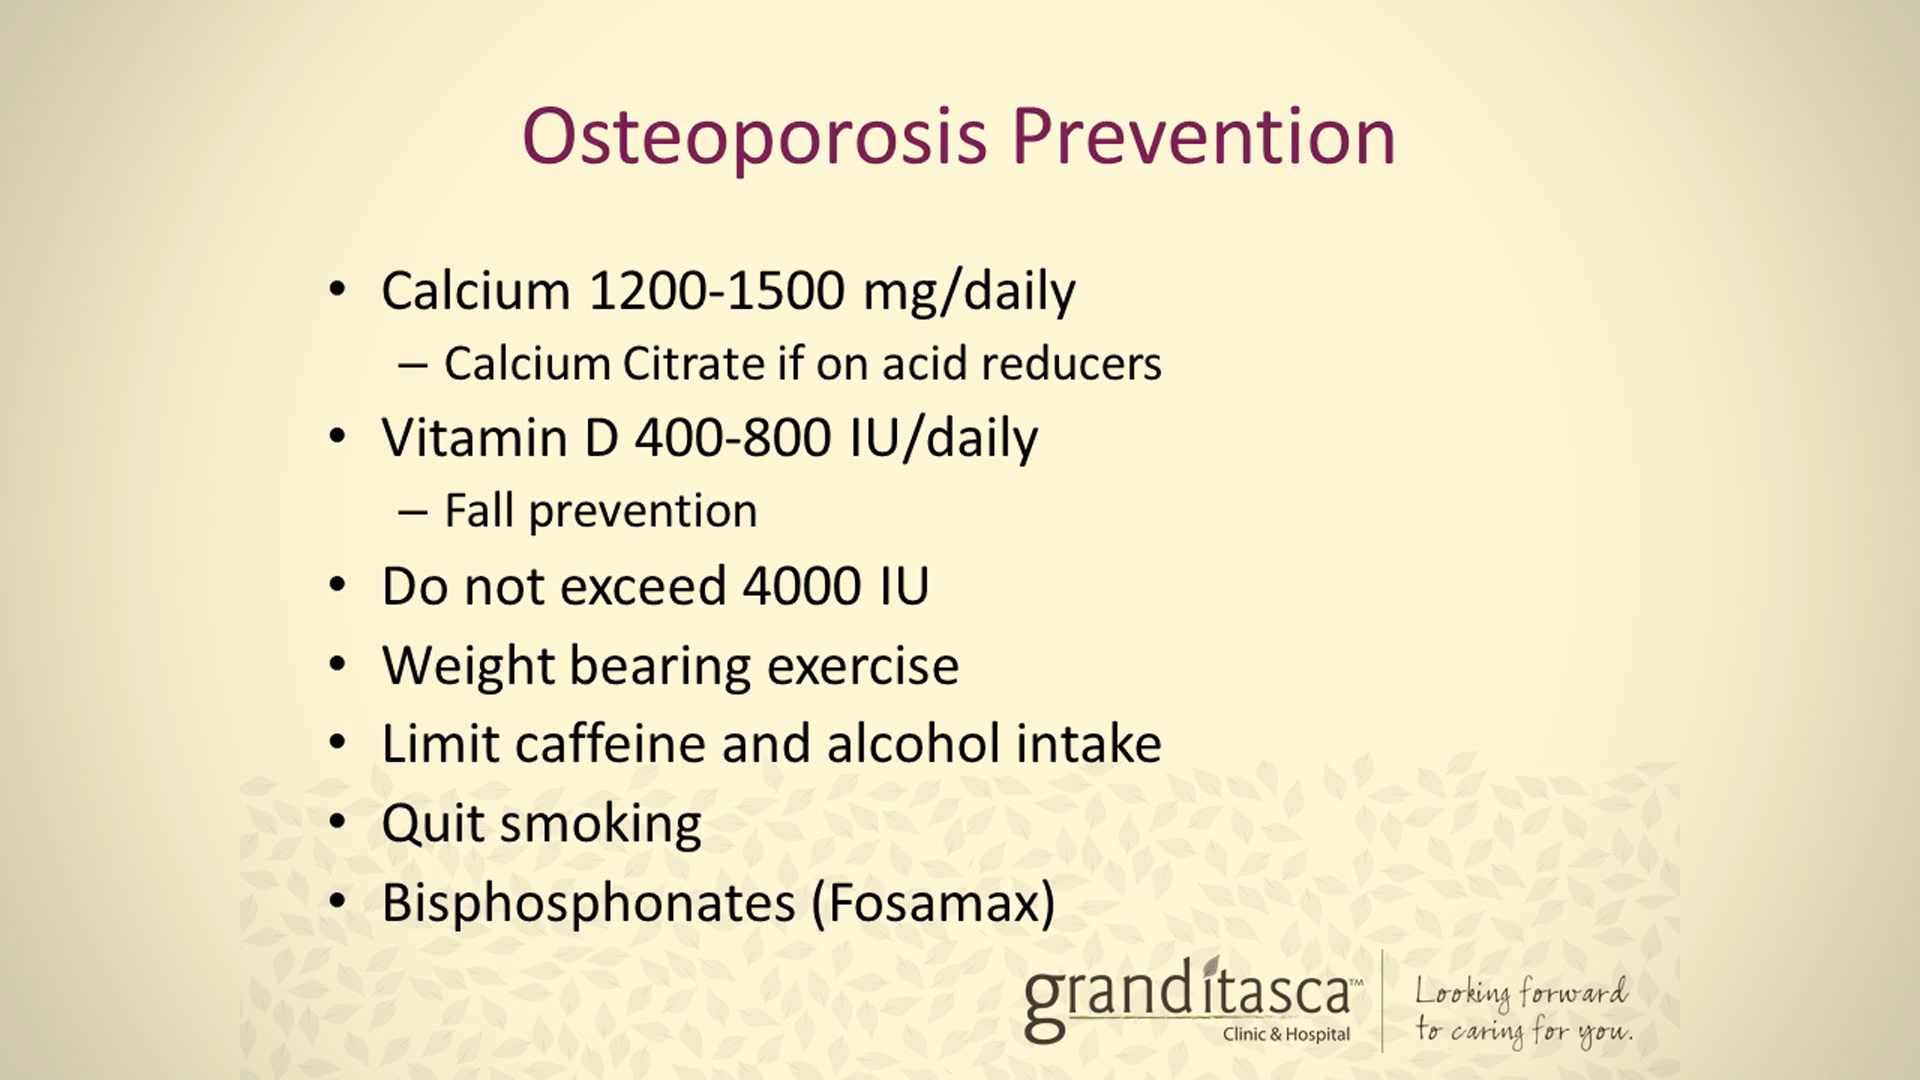 Osteoporosis Prevention
• Calcium 1200-1500 mg/daily
– Calcium Citrate if on acid reducers
• Vitamin D 400-800 IU/daily
– Fall prevention
• Do not exceed 4000 IU
• Weight bearing exercise
• Limit caffeine and alcohol intake
• Quit smoking
• Bisphosphonates (Fosamax)
grand itasca™
Clinic & Hospital
Looking forward
to caring for you.